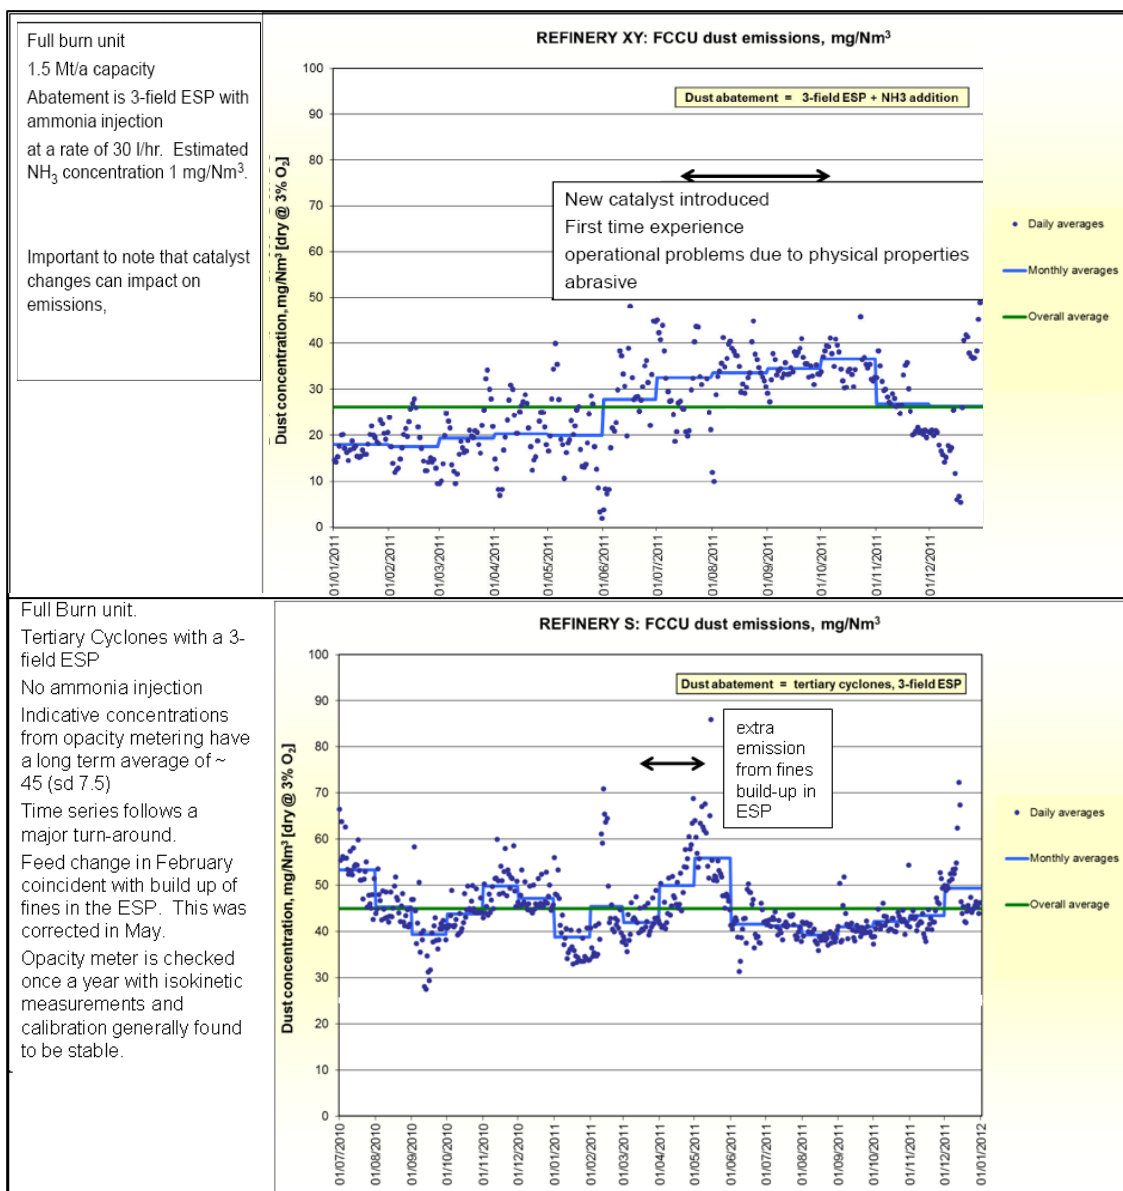 Full burn unit
1.5 Mt/a capacity
Abatement is 3-field ESP with
ammonia injection
at a rate of 30 l/hr. Estimated
NH3 concentration 1 mg/Nm3.
Important to note that catalyst
changes can impact on
emissions,
REFINERY XY: FCCU dust emissions, mg/Nm3
Dust abatement = 3-field ESP + NH3 addition
New catalyst introduced
First time experience
operational problems due to physical properties
abrasive
Dust concentration, mg/Nm3 [dry @ 3% O2]
100
90
80
70
60
50
40
30
20
10
0
01/01/2011
01/02/2011
01/03/2011
01/04/2011
01/05/2011
01/06/2011
01/07/2011
01/08/2011
01/09/2011
01/10/2011
01/11/2011
01/12/2011
Daily averages
Monthly averages
Overall average
Full Burn unit.
Tertiary Cyclones with a 3-
field ESP
No ammonia injection
Indicative concentrations
from opacity metering have
a long term average of ~
45 (sd 7.5)
Time series follows a
major turn-around.
Feed change in February
coincident with build up of
fines in the ESP. This was
corrected in May.
Opacity meter is checked
once a year with isokinetic
measurements and
calibration generally found
to be stable.
REFINERY S: FCCU dust emissions, mg/Nm3
Dust abatement = tertiary cyclones, 3-field ESP
extra
emission
from fines
build-up in
ESP
Dust concentration, mg/Nm3 [dry @ 3% O2]
100
90
80
70
60
50
40
30
20
10
0
01/07/2010
01/08/2010
01/09/2010
01/10/2010
01/11/2010
01/12/2010
01/01/2011
01/02/2011
01/03/2011
01/04/2011
01/05/2011
01/06/2011
01/07/2011
01/08/2011
01/09/2011
01/10/2011
01/11/2011
01/12/2011
01/01/2012
Daily averages
Monthly averages
Overall average